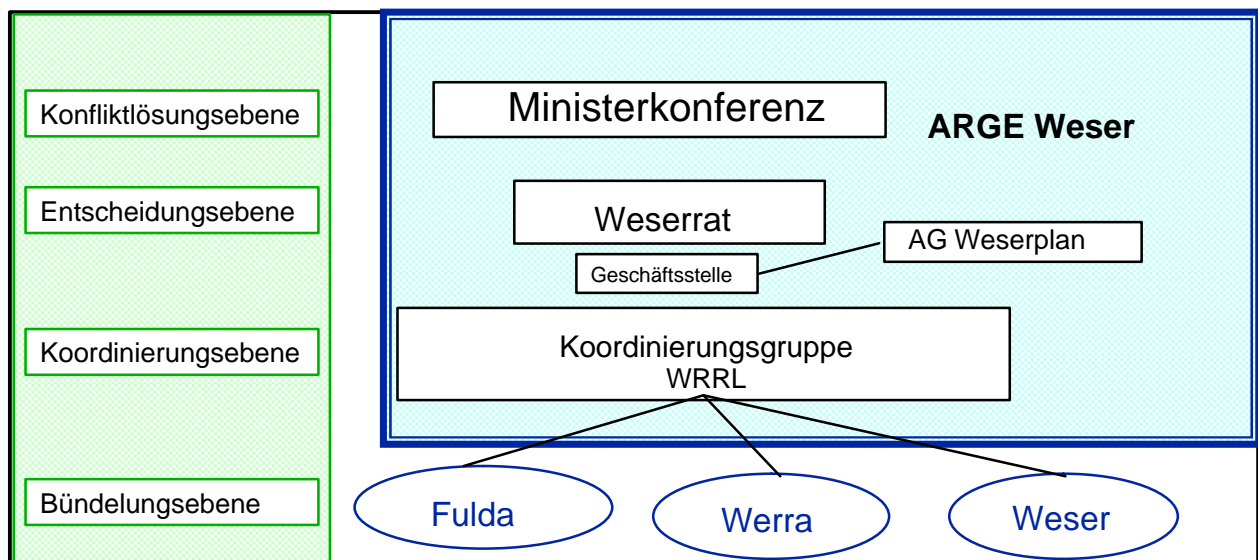 Konfliktlösungsebene
Ministerkonferenz
ARGE Weser
Entscheidungsebene
Weserrat
AG Weserplan
Geschäftsstelle
Koordinierungsebene
Koordinierungsgruppe
WRRL
Bündelungsebene
Fulda
Werra
Weser